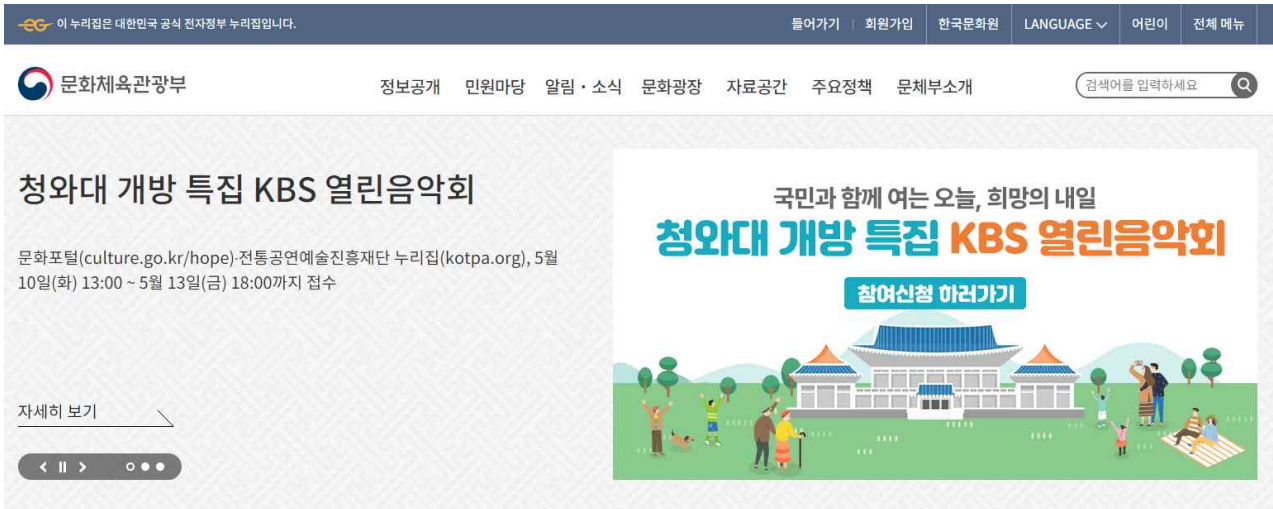 이 누리집은 대한민국 공식 전자정부 누리집입니다.
들어가기 회원가입 한국문화원 LANGUAGE 어린이 전체 메뉴
문화체육관광부
정보공개 민원마당 알림·소식 문화광장 자료공간 주요정책 문체부소개
검색어를 입력하세요
청와대 개방 특집 KBS 열린음악회
문화포털(culture.go.kr/hope)·전통공연예술진흥재단 누리집(kotpa.org), 5월
10일(화) 13:00 ~ 5월 13일(금) 18:00까지 접수
자세히 보기
국민과 함께 여는 오늘, 희망의 내일
청와대 개방 특집 KBS 열린음악회
참여신청 하러가기